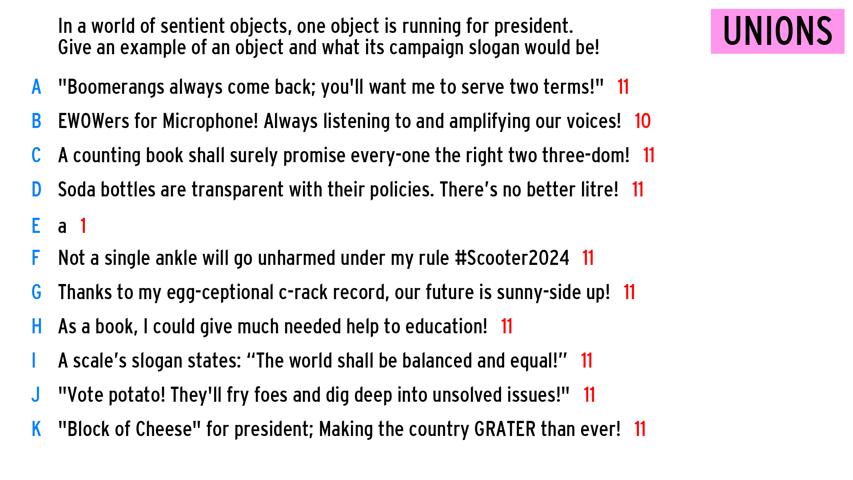 In a world of sentient objects, one object is running for president.
Give an example of an object and what its campaign slogan would be!
UNIONS
A "Boomerangs always come back; you'll want me to serve two terms!" 11
B EWOWers for Microphone! Always listening to and amplifying our voices! 10
C A counting book shall surely promise every-one the right two three-dom! 11
D Soda bottles are transparent with their policies. There’s no better litre! 11
E a 1
F Not a single ankle will go unharmed under my rule #Scooter2024 11
G Thanks to my egg-ceptional c-rack record, our future is sunny-side up! 11
H As a book, I could give much needed help to education! 11
I A scale’s slogan states: “The world shall be balanced and equal!” 11
J "Vote potato! They'll fry foes and dig deep into unsolved issues!" 11
K "Block of Cheese" for president; Making the country GRATER than ever! 11